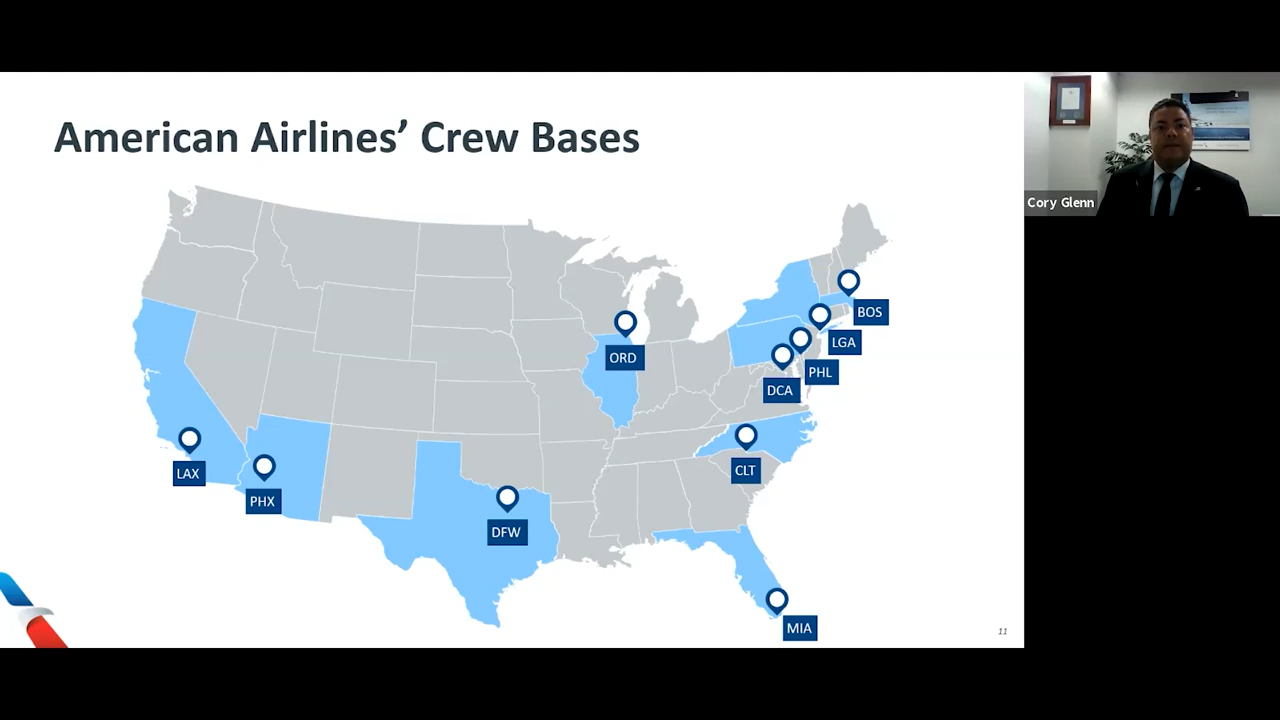 American Airlines’ Crew Bases
Cory Glenn
BOS
ORD
LGA
PHL
DCA
CLT
LAX
PHX
DFW
MIA
11